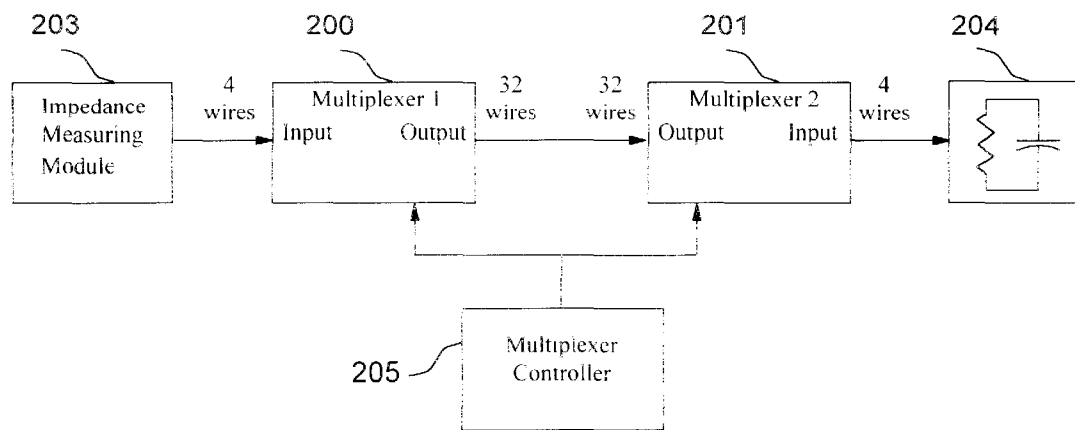 203
200
201
204
Impedance
Measuring
Module
4
wires
Multiplexer 1
Input Output
32
wires
32
wires
Multiplexer 2
Output Input
4
wires
205
Multiplexer
Controller